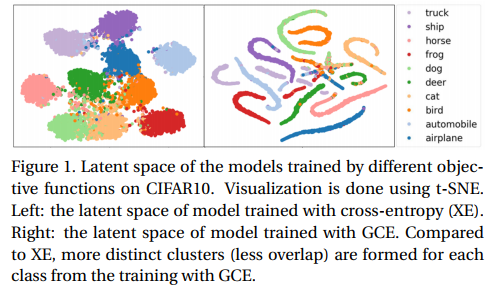 truck
ship
horse
frog
dog
deer
cat
bird
automobile
airplane
Figure 1. Latent space of the models trained by different objec-
tive functions on CIFAR10. Visualization is done using t-SNE.
Left: the latent space of model trained with cross-entropy (XE).
Right: the latent space of model trained with GCE. Compared
to XE, more distinct clusters (less overlap) are formed for each
class from the training with GCE.